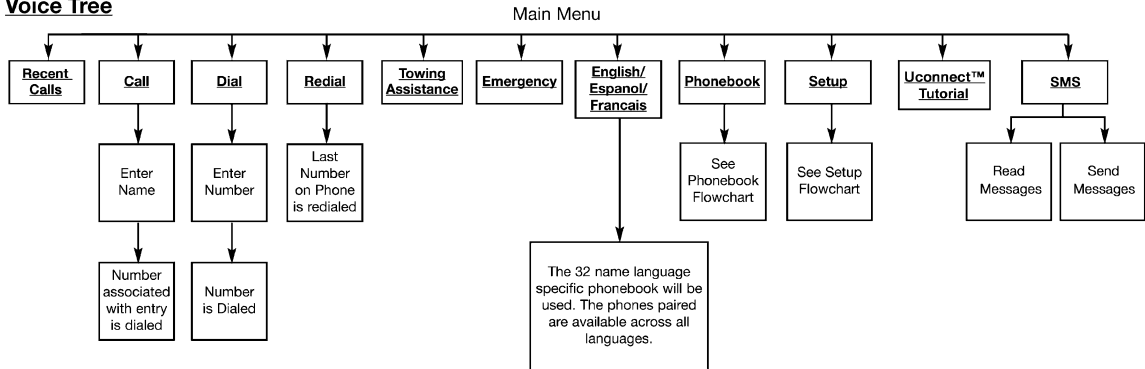 Voice Tree
Main Menu
Recent
Calls
Call
Dial
Redial
Towing
Assistance
Emergency
English/
Espanol/
Francais
Phonebook
Setup
Uconnect™
Tutorial
SMS
Enter
Name
Enter
Number
Last
Number
on Phone
is redialed
See
Phonebook
Flowchart
See Setup
Flowchart
Read
Messages
Send
Messages
Number
associated
with entry
is dialed
Number
is Dialed
The 32 name language
specific phonebook will be
used. The phones paired
are available across all
languages.